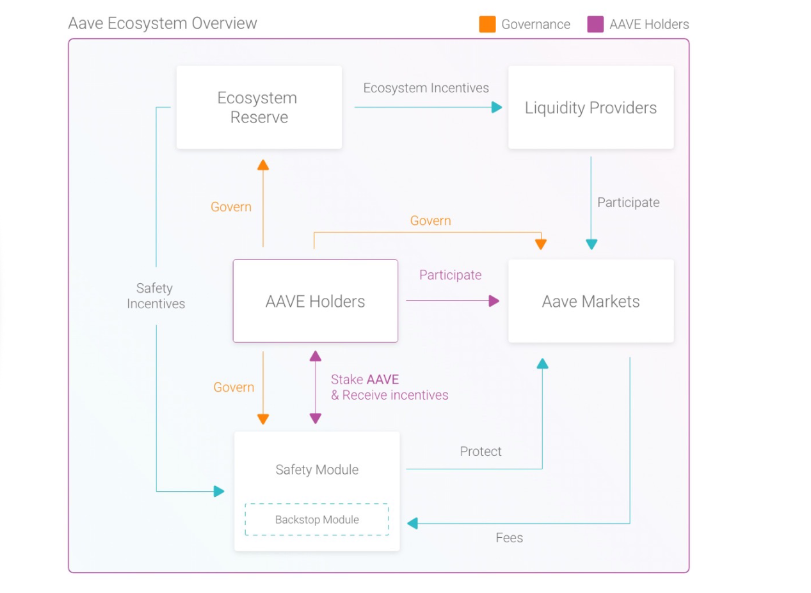 Aave Ecosystem Overview
Governance
AAVE Holders
Ecosystem
Reserve
Ecosystem Incentives
Liquidity Providers
Govern
Govern
Participate
Safety
Incentives
AAVE Holders
Participate
Aave Markets
Govern
Stake AAVE
& Receive incentives
Safety Module
Protect
Backstop Module
Fees